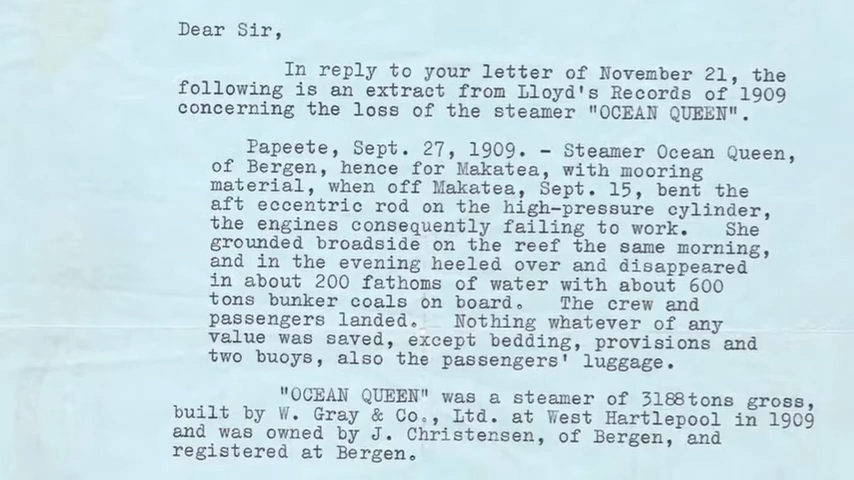 Dear Sir,
In reply to your letter of November 21, the
following is an extract from Lloyd's Records of 1909
concerning the loss of the steamer "OCEAN QUEEN".
Papeete, Sept. 27, 1909. - Steamer Ocean Queen,
of Bergen, hence for Makatea, with mooring
material, when off Makatea, Sept. 15, bent the
aft eccentric rod on the high-pressure cylinder,
the engines consequently failing to work. She
grounded broadside on the reef the same morning,
and in the evening heeled over and disappeared
in about 200 fathoms of water with about 600
tons bunker coals on board. The crew and
passengers landed. Nothing whatever of any
value was saved, except bedding, provisions and
two buoys, also the passengers' luggage.
"OCEAN QUEEN" was a steamer of 3188tons gross,
built by W. Gray & Co., Ltd. at West Hartlepool in 1909
and was owned by J. Christensen, of Bergen, and
registered at Bergen.